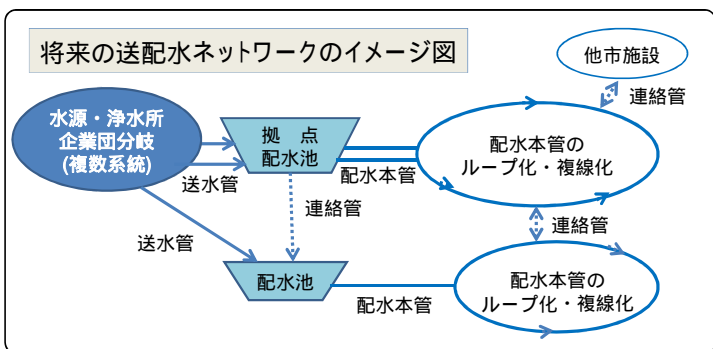 将来の送配水ネットワークのイメージ図
他市施設
連絡管
水源・浄水所
企業団分岐
(複数系統)
拠 点
配水池
配水本管の
ループ化・複線化
配水本管
送水管
連絡管
連絡管
送水管
配水池
配水本管
配水本管の
ループ化・複線化